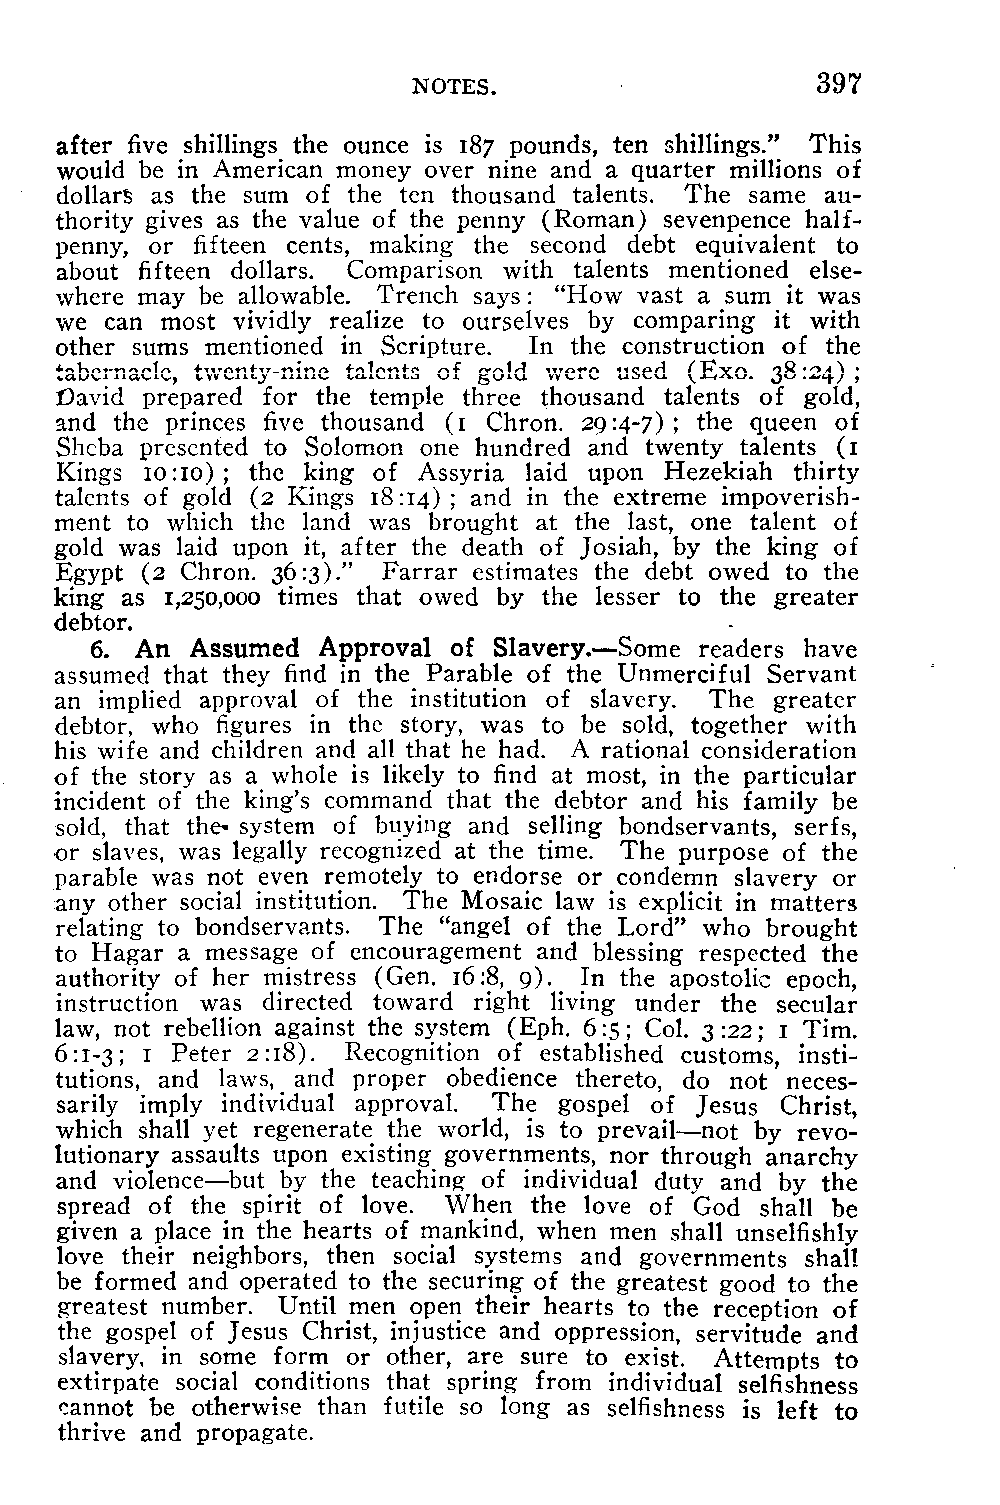 NOTES. 397
after five shillings the ounce is 187 pounds, ten shillings.” This
would be in American money over nine and a quarter millions of
dollars as the sum of the ten thousand talents. The same au-
thority gives as the value of the penny (Roman) sevenpence half-
penny, or fifteen cents, making the second debt equivalent to
about fifteen dollars. Comparison with talents mentioned else-
where may be allowable. Trench says: “How vast a sum it was
we can most vividly realize to ourselves by comparing it with
other sums mentioned in Scripture. In the construction of the
tabernacle, twenty-nine talents of gold were used (Exo. 38:24);
David prepared for the temple three thousand talents of gold,
and the princes five thousand (1 Chron. 29:4-7); the queen of
Sheba presented to Solomon one hundred and twenty talents (1
Kings 10:10); the king of Assyria laid upon Hezekiah thirty
talents of gold (2 Kings 18:14); and in the extreme impoverish-
ment to which the land was brought at the last, one talent of
gold was laid upon it, after the death of Josiah, by the king of
Egypt (2 Chron. 36:3).” Farrar estimates the debt owed to the
king as 1,250,000 times that owed by the lesser to the greater
debtor.
6. An Assumed Approval of Slavery.—Some readers have
assumed that they find in the Parable of the Unmerciful Servant
an implied approval of the institution of slavery. The greater
debtor, who figures in the story, was to be sold, together with
his wife and children and all that he had. A rational consideration
of the story as a whole is likely to find at most, in the particular
incident of the king's command that the debtor and his family be
sold, that the system of buying and selling bondservants, serfs,
or slaves, was legally recognized at the time. The purpose of the
parable was not even remotely to endorse or condemn slavery or
any other social institution. The Mosaic law is explicit in matters
relating to bondservants. The “angel of the Lord” who brought
to Hagar a message of encouragement and blessing respected the
authority of her mistress (Gen. 16:8, 9). In the apostolic epoch,
instruction was directed toward right living under the secular
law, not rebellion against the system (Eph. 6:5; Col. 3:22; 1 Tim.
6:1-3; 1 Peter 2:18). Recognition of established customs, insti-
tutions, and laws, and proper obedience thereto, do not neces-
sarily imply individual approval. The gospel of Jesus Christ,
which shall yet regenerate the world, is to prevail—not by revo-
lutionary assaults upon existing governments, nor through anarchy
and violence—but by the teaching of individual duty and by the
spread of the spirit of love. When the love of God shall be
given a place in the hearts of mankind, when men shall unselfishly
love their neighbors, then social systems and governments shall
be formed and operated to the securing of the greatest good to the
greatest number. Until men open their hearts to the reception of
the gospel of Jesus Christ, injustice and oppression, servitude and
slavery, in some form or other, are sure to exist. Attempts to
extirpate social conditions that spring from individual selfishness
cannot be otherwise than futile so long as selfishness is left to
thrive and propagate.